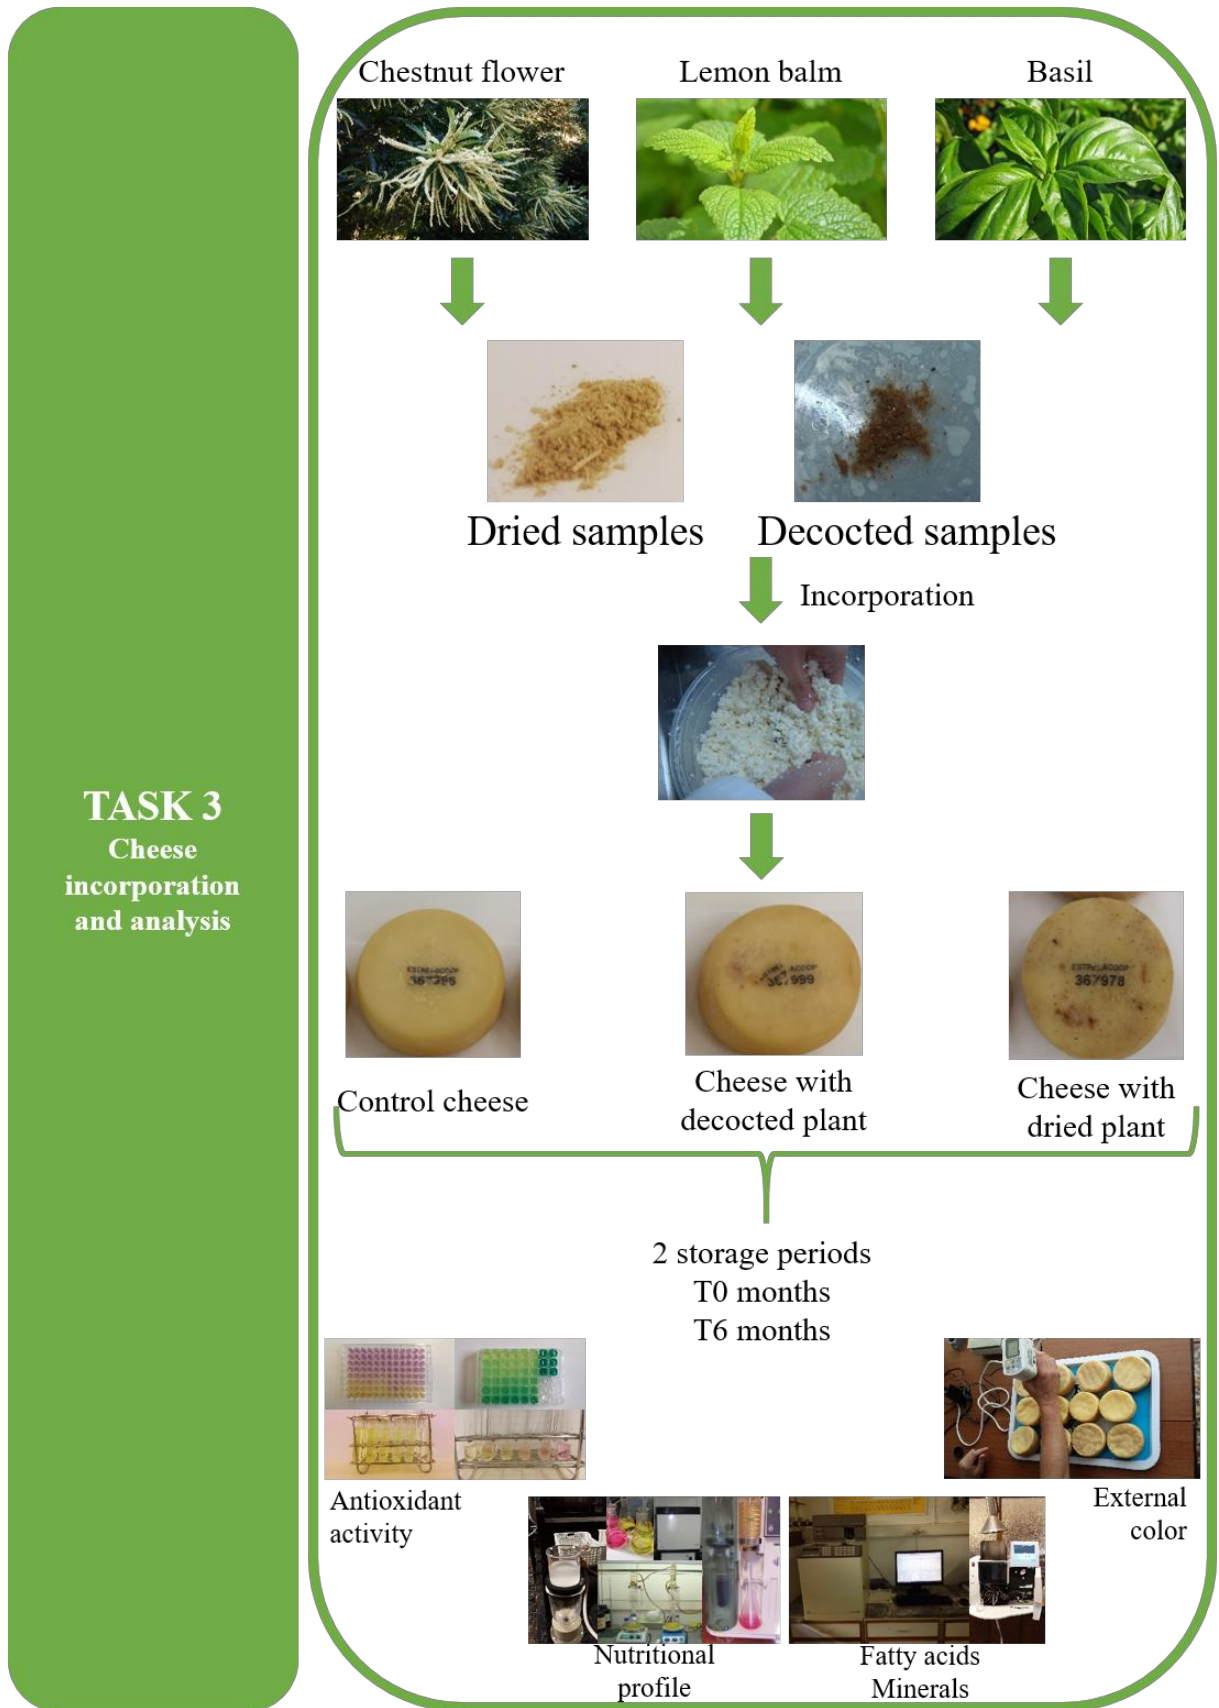 Chestnut flower
Lemon balm
Basil
Dried samples
Decocted samples
Incorporation
TASK 3
Cheese
incorporation
and analysis
ESTRELACOOP
367978
Control cheese
Cheese with
decocted plant
Cheese with
dried plant
2 storage periods
T0 months
T6 months
Antioxidant
activity
External
color
Nutritional
profile
Fatty acids
Minerals